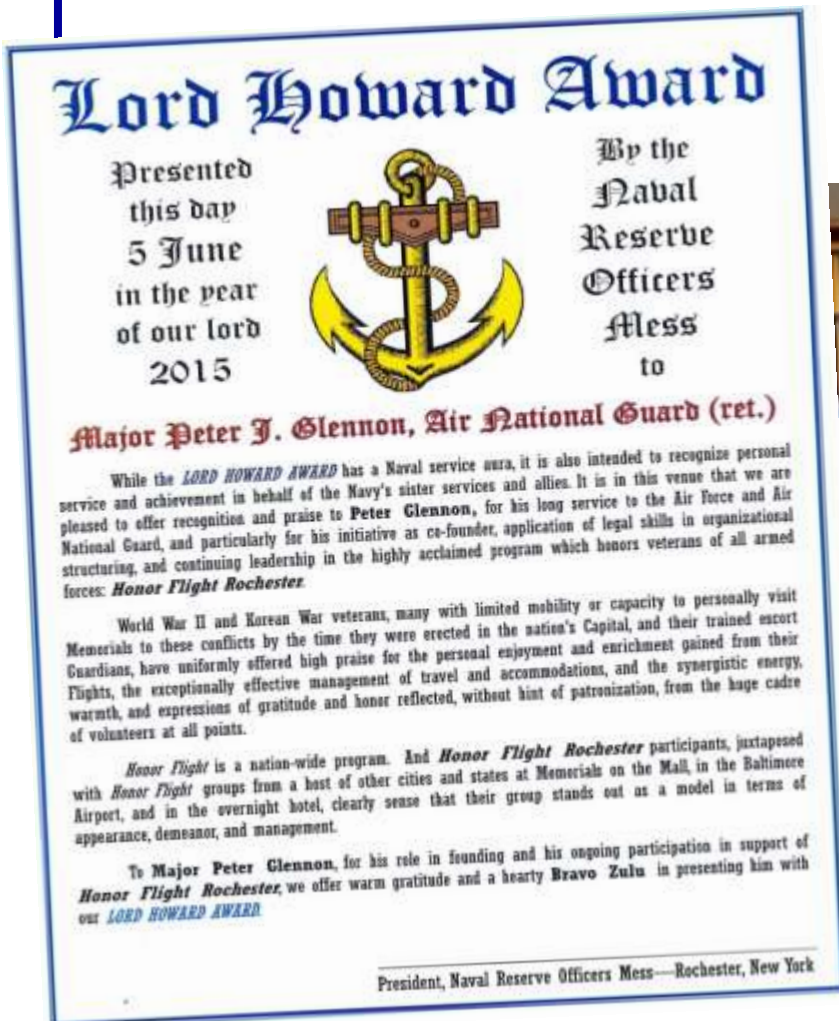 Lord Howard Award
Presented
this day
5 June
in the year
of our lord
2015
By the
Naval
Reserve
Officers
Mess
to
Major Peter J. Glennon, Air National Guard (ret.)
While the LORD HOWARD AWARD has a Naval service aura, it is also intended to recognize personal
service and achievement in behalf of the Navy's sister services and allies. It is in this venue that we are
pleased to offer recognition and praise to Peter Glennon, for his long service to the Air Force and Air
National Guard, and particularly for his initiative as co-founder, application of legal skills in organizational
structuring, and continuing leadership in the highly acclaimed program which honors veterans of all armed
forces: Honor Flight Rochester.
World War II and Korean War veterans, many with limited mobility or capacity to personally visit
Memorials to these conflicts by the time they were erected in the nation's Capital, and their trained escort
Guardians, have uniformly offered high praise for the personal enjoyment and enrichment gained from their
Flights, the exceptionally effective management of travel and accommodations, and the synergistic energy,
warmth, and expressions of gratitude and honor reflected, without hint of patronization, from the huge cadre
of volunteers at all points.
Honor Flight is a nation-wide program. And Honor Flight Rochester participants, juxtaposed
with Honor Flight groups from a host of other cities and states at Memorials on the Mall, in the Baltimore
Airport, and in the overnight hotel, clearly sense that their group stands out as a model in terms of
appearance, demeanor, and management.
To Major Peter Glennon, for his role in founding and his ongoing participation in support of
Honor Flight Rochester, we offer warm gratitude and a hearty Bravo Zulu in presenting him with
our LORD HOWARD AWARD.
President, Naval Reserve Officers Mess—Rochester, New York